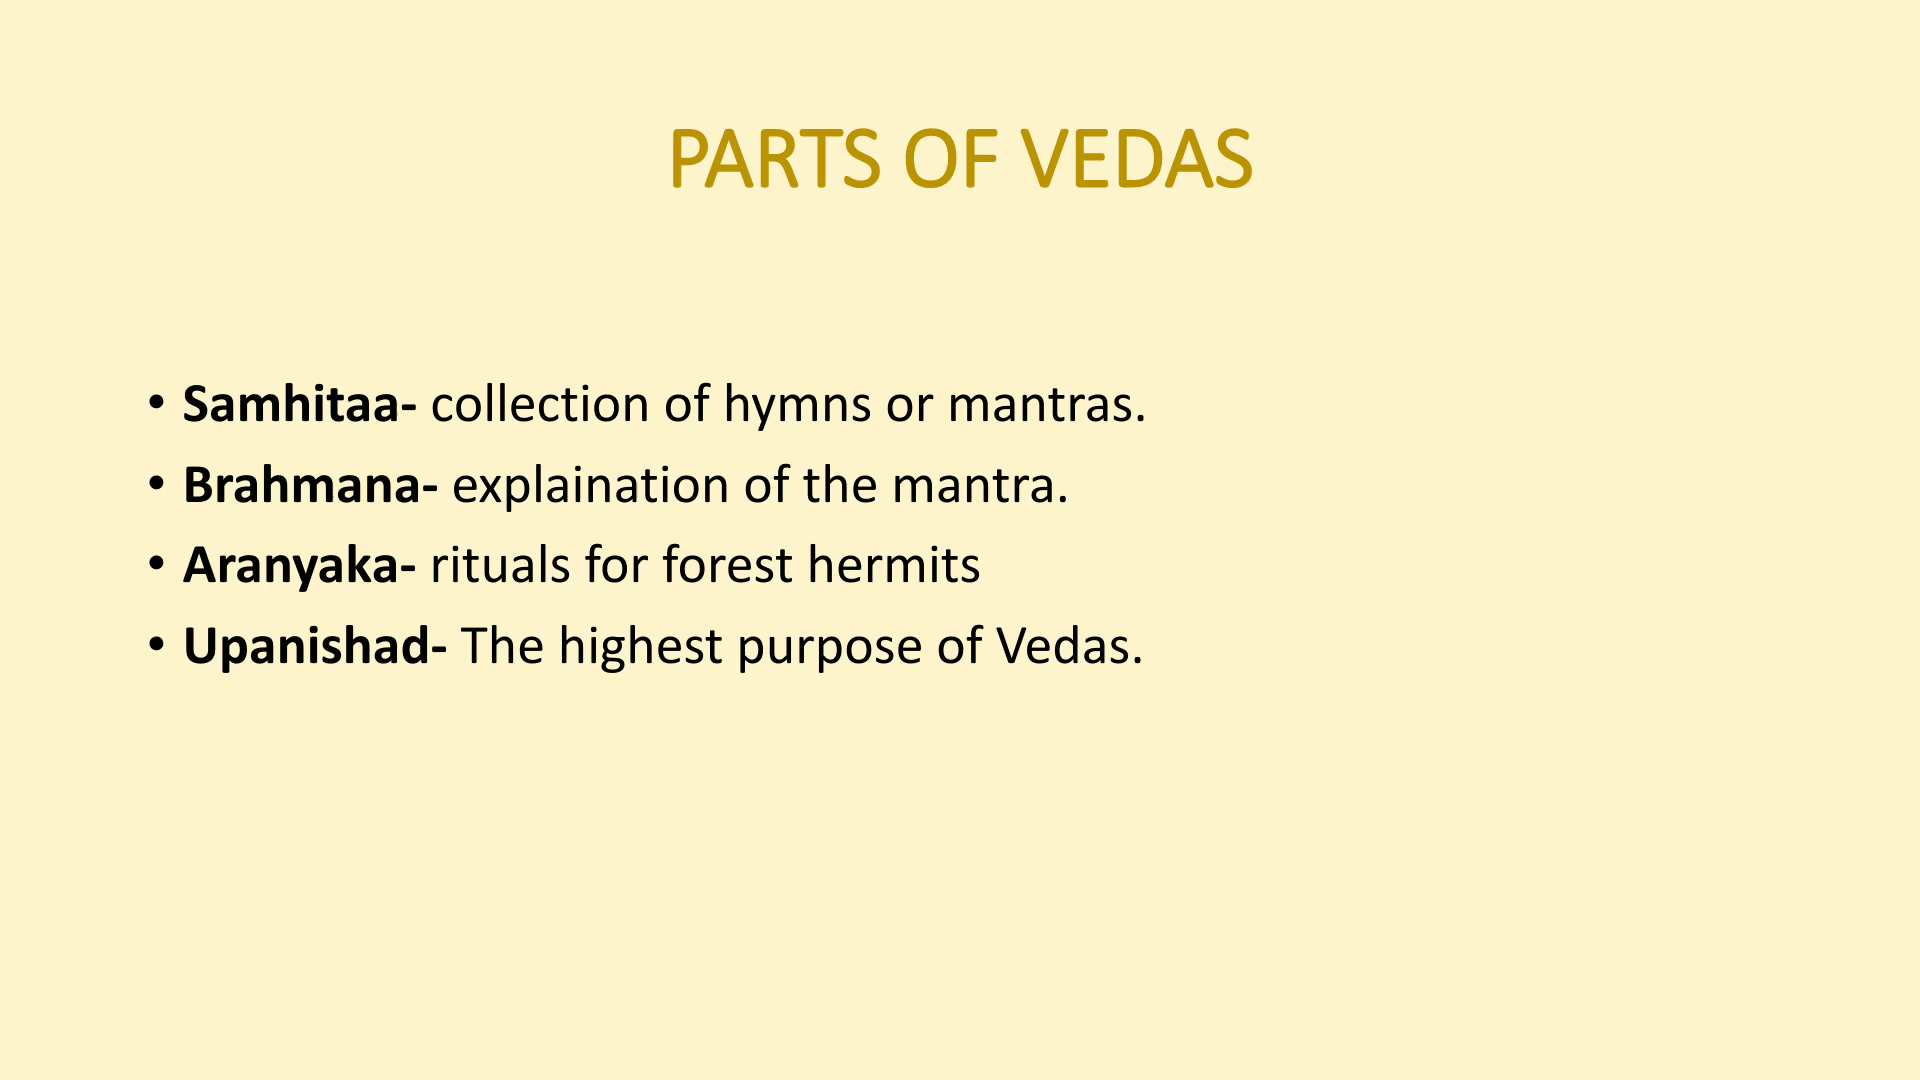 PARTS OF VEDAS
• Samhitaa- collection of hymns or mantras.
• Brahmana- explaination of the mantra.
• Aranyaka- rituals for forest hermits
• Upanishad- The highest purpose of Vedas.